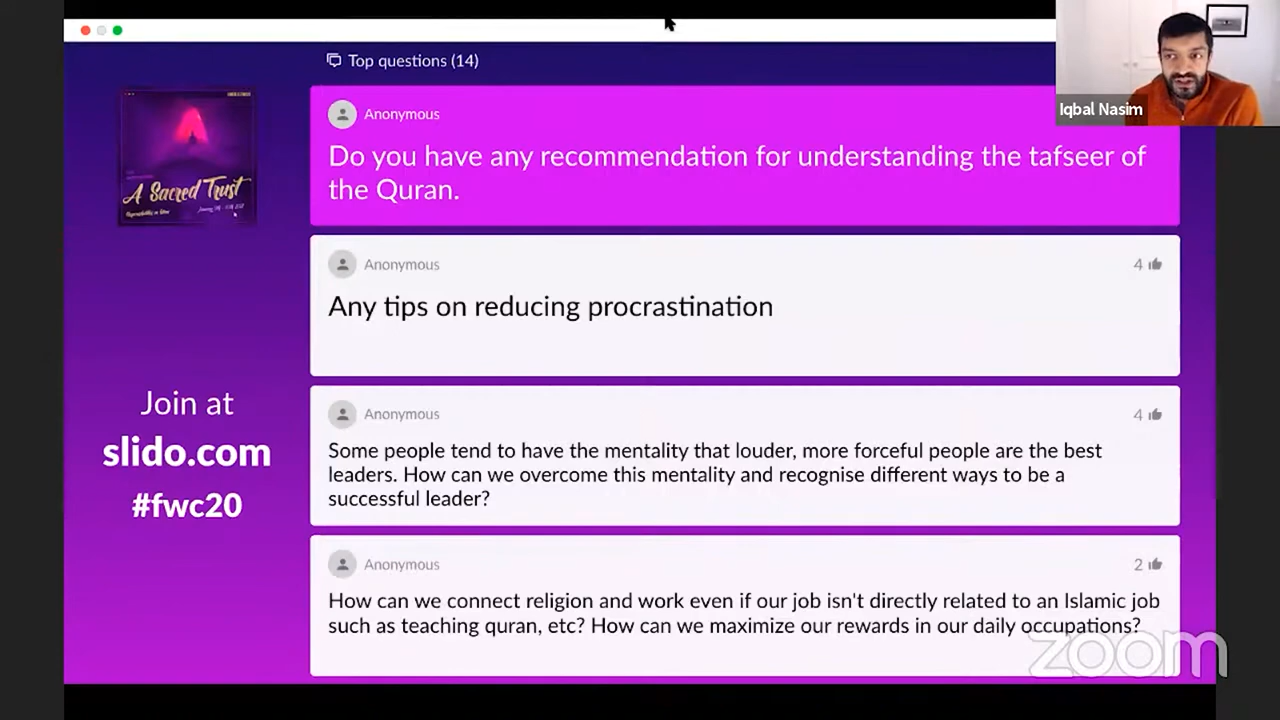 Top questions (14)
Iqbal Nasim
Anonymous
Do you have any recommendation for understanding the tafseer of
the Quran.
A Sacred Trust
Anonymous
4
Any tips on reducing procrastination
Join at
slido.com
#fwc20
Anonymous
4
Some people tend to have the mentality that louder, more forceful people are the best
leaders. How can we overcome this mentality and recognise different ways to be a
successful leader?
Anonymous
2
How can we connect religion and work even if our job isn't directly related to an Islamic job
such as teaching quran, etc? How can we maximize our rewards in our daily occupations?
zoom